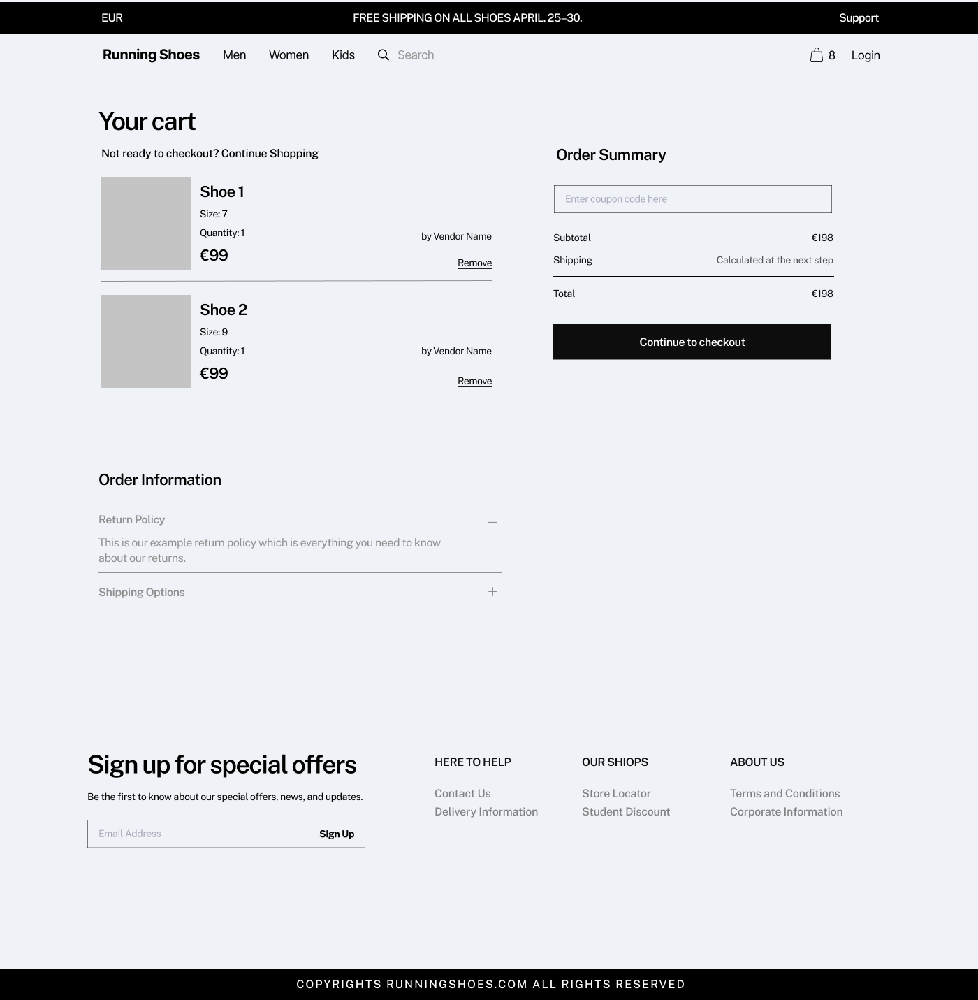 EUR
FREE SHIPPING ON ALL SHOES APRIL. 25–30.
Support
Running Shoes
Men
Women
Kids
Search
8
Login
Your cart
Not ready to checkout? Continue Shopping
Shoe 1
Size: 7
Quantity: 1
€99
by Vendor Name
Remove
Shoe 2
Size: 9
Quantity: 1
€99
by Vendor Name
Remove
Order Summary
Enter coupon code here
Subtotal
€198
Shipping
Calculated at the next step
Total
€198
Continue to checkout
Order Information
Return Policy
This is our example return policy which is everything you need to know
about our returns.
Shipping Options
Sign up for special offers
Be the first to know about our special offers, news, and updates.
Email Address
Sign Up
HERE TO HELP
Contact Us
Delivery Information
OUR SHIOPS
Store Locator
Student Discount
ABOUT US
Terms and Conditions
Corporate Information
COPYRIGHTS RUNNINGSHOES.COM ALL RIGHTS RESERVED